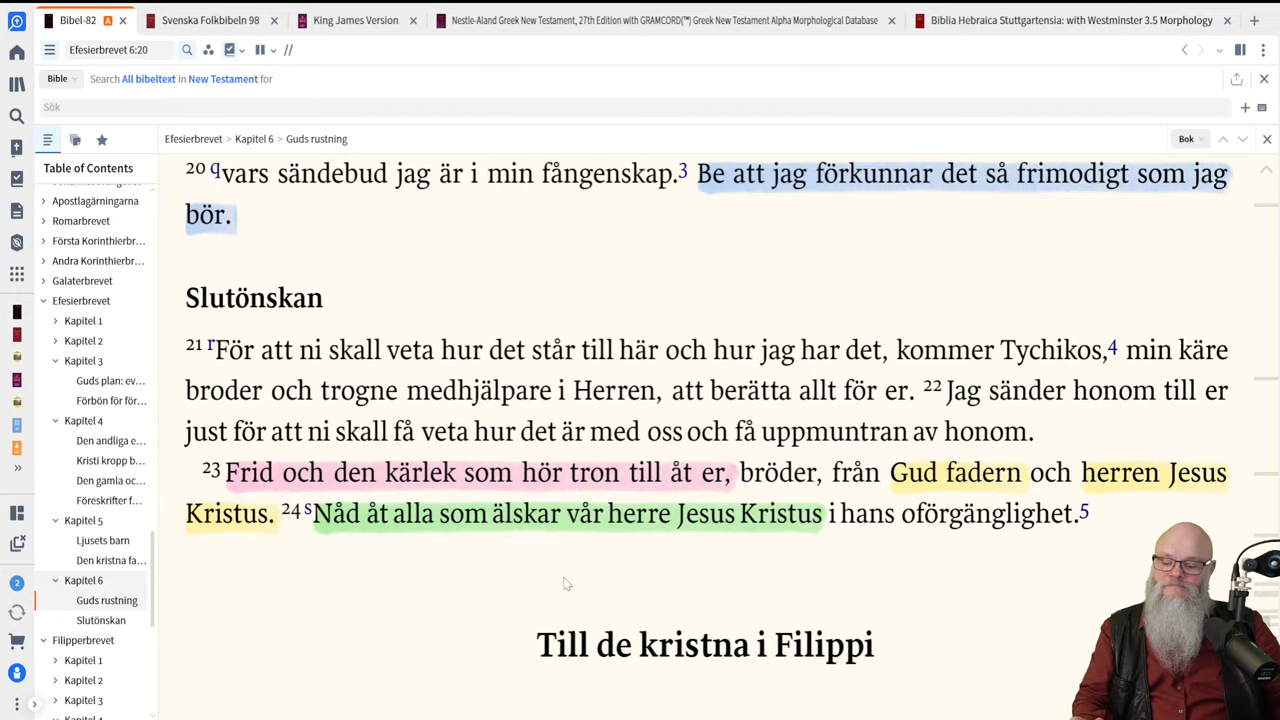 Bibel-82 A
Svenska Folkbibeln 98
King James Version
Nestle-Aland Greek New Testament, 27th Edition with GRAMCORD(™) Greek New Testament Alpha Morphological Database
Biblia Hebraica Stuttgartensia: with Westminster 3.5 Morphology
Efesierbrevet 6:20
Bible Search All bibeltext in New Testament for
Sök
Efesierbrevet > Kapitel 6 > Guds rustning
Bok
Table of Contents
Apostlagärningarna
Romarbrevet
Första Korinthierbr...
Andra Korinthierbr...
Galaterbrevet
Efesierbrevet
Kapitel 1
Kapitel 2
Kapitel 3
Guds plan: ev...
Förbön för för...
Kapitel 4
Den andliga e...
Kristi kropp b...
Den gamla oc...
Föreskrifter f...
Kapitel 5
Ljusets barn
Den kristna fa...
Kapitel 6
Guds rustning
Slutönskan
Filipperbrevet
Kapitel 1
Kapitel 2
Kapitel 3
2
20 q vars sändebud jag är i min fångenskap.3 Be att jag förkunnar det så frimodigt som jag
bör.
Slutönskan
21 r För att ni skall veta hur det står till här och hur jag har det, kommer Tychikos,4 min käre
broder och trogne medhjälpare i Herren, att berätta allt för er. 22 Jag sänder honom till er
just för att ni skall få veta hur det är med oss och få uppmuntran av honom.
23 Frid och den kärlek som hör tron till åt er, bröder, från Gud fadern och herren Jesus
Kristus. 24 s Nåd åt alla som älskar vår herre Jesus Kristus i hans oförgänglighet.5
Till de kristna i Filippi